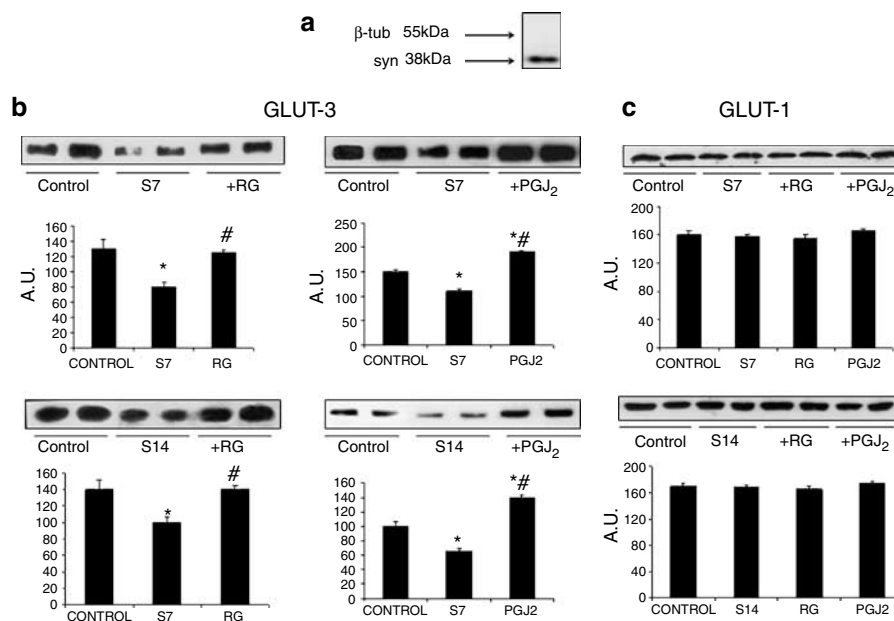 a
β-tub 55kDa
syn 38kDa
b
GLUT-3
Control S7 +RG
A.U.
160
140
120
100
80
60
40
20
0
*
#
CONTROL S7 RG
Control S7 +PGJ2
250
200
150
100
50
0
*
*#
CONTROL S7 PGJ2
Control S14 +RG
A.U.
160
140
120
100
80
60
40
20
0
*
#
CONTROL S7 RG
Control S14 +PGJ2
160
140
120
100
80
60
40
20
0
*
*#
CONTROL S7 PGJ2
c
GLUT-1
Control S7 +RG +PGJ2
A.U.
200
160
120
80
40
0
CONTROL S7 RG PGJ2
Control S14 +RG +PGJ2
A.U.
200
160
120
80
40
0
CONTROL S14 RG PGJ2